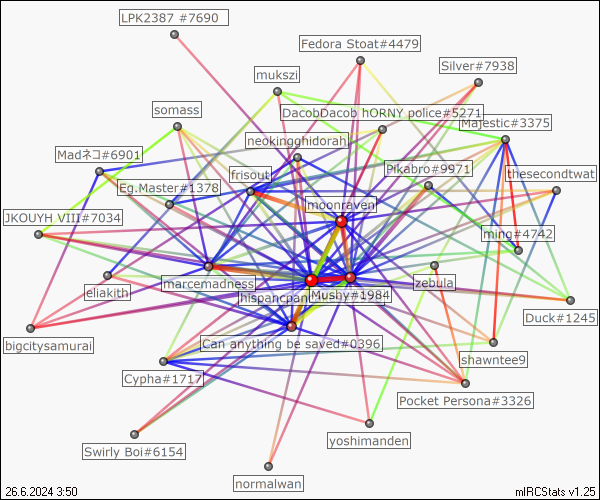 LPK2387 #7690
Fedora Stoat#4479
Silver#7938
mukszi
somass
DacobDacob hORNY police#5271
Majestic#3375
neokingghidorah
Madネコ#6901
Pikabro#9971
frisout
thesecondtwat
Eg.Master#1378
moonraven
JKOUYH VIII#7034
ming#4742
marcemadness
zebula
eliakith
hispancpan
Mushy#1984
Duck#1245
bigcitysamurai
Can anything be saved#0396
shawntee9
Cypha#1717
Pocket Persona#3326
yoshimanden
Swirly Boi#6154
normalwan
26.6.2024 3:50
mIRCStats v1.25